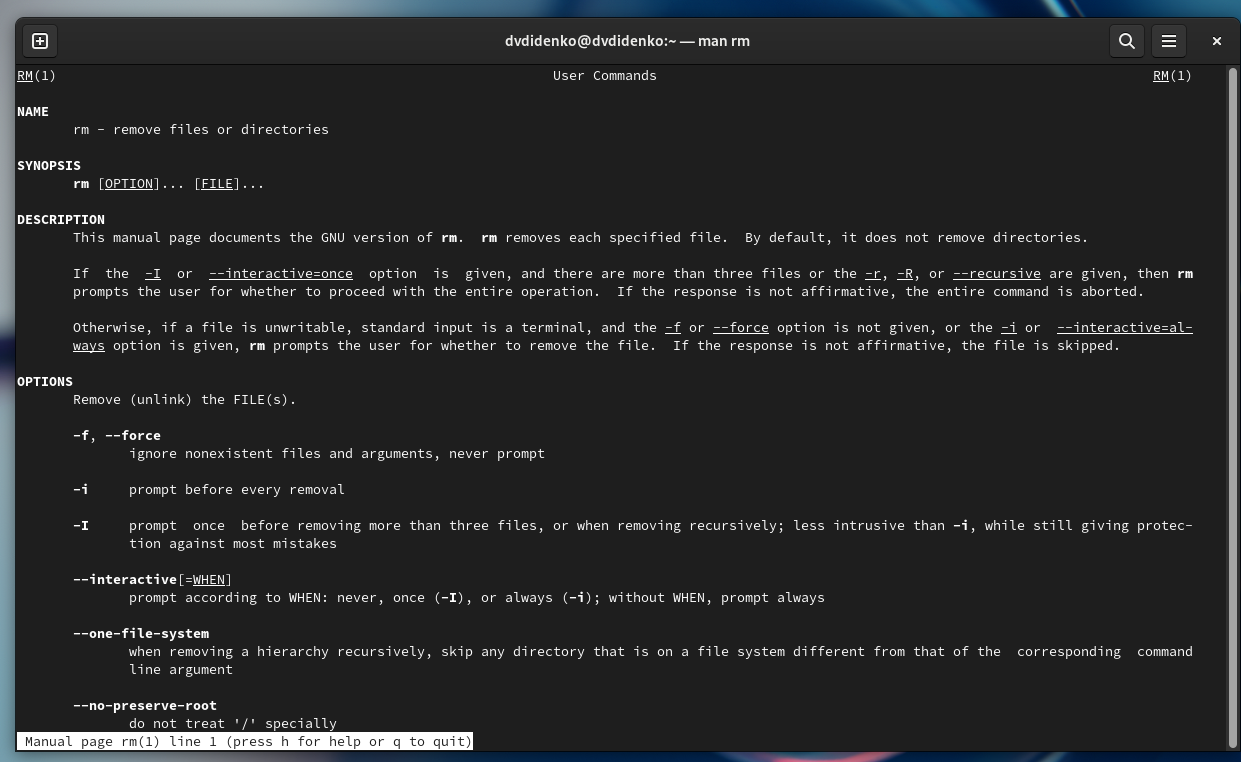 dvdidenko@dvdidenko:~ — man rm
RM(1) User Commands RM(1)
NAME
rm - remove files or directories
SYNOPSIS
rm [OPTION]... [FILE]...
DESCRIPTION
This manual page documents the GNU version of rm.  rm removes each specified file.  By default, it does not remove directories.
If  the  -I  or  --interactive=once  option  is  given, and there are more than three files or the -r, -R, or --recursive are given, then rm
prompts the user for whether to proceed with the entire operation.  If the response is not affirmative, the entire command is aborted.
Otherwise, if a file is unwritable, standard input is a terminal, and the -f or --force option is not given, or the -i or  --interactive=al-
ways option is given, rm prompts the user for whether to remove the file.  If the response is not affirmative, the file is skipped.
OPTIONS
Remove (unlink) the FILE(s).
-f, --force
ignore nonexistent files and arguments, never prompt
-i     prompt before every removal
-I     prompt  once  before removing more than three files, or when removing recursively; less intrusive than -i, while still giving protec-
tion against most mistakes
--interactive[=WHEN]
prompt according to WHEN: never, once (-I), or always (-i); without WHEN, prompt always
--one-file-system
when removing a hierarchy recursively, skip any directory that is on a file system different from that of the  corresponding  command
line argument
--no-preserve-root
do not treat '/' specially
Manual page rm(1) line 1 (press h for help or q to quit)